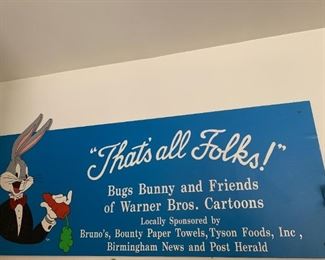 "That's all Folks!"
Bugs Bunny and Friends
of Warner Bros. Cartoons
Locally Sponsored by
Bruno's, Bounty Paper Towels, Tyson Foods, Inc,
Birmingham News and Post Herald